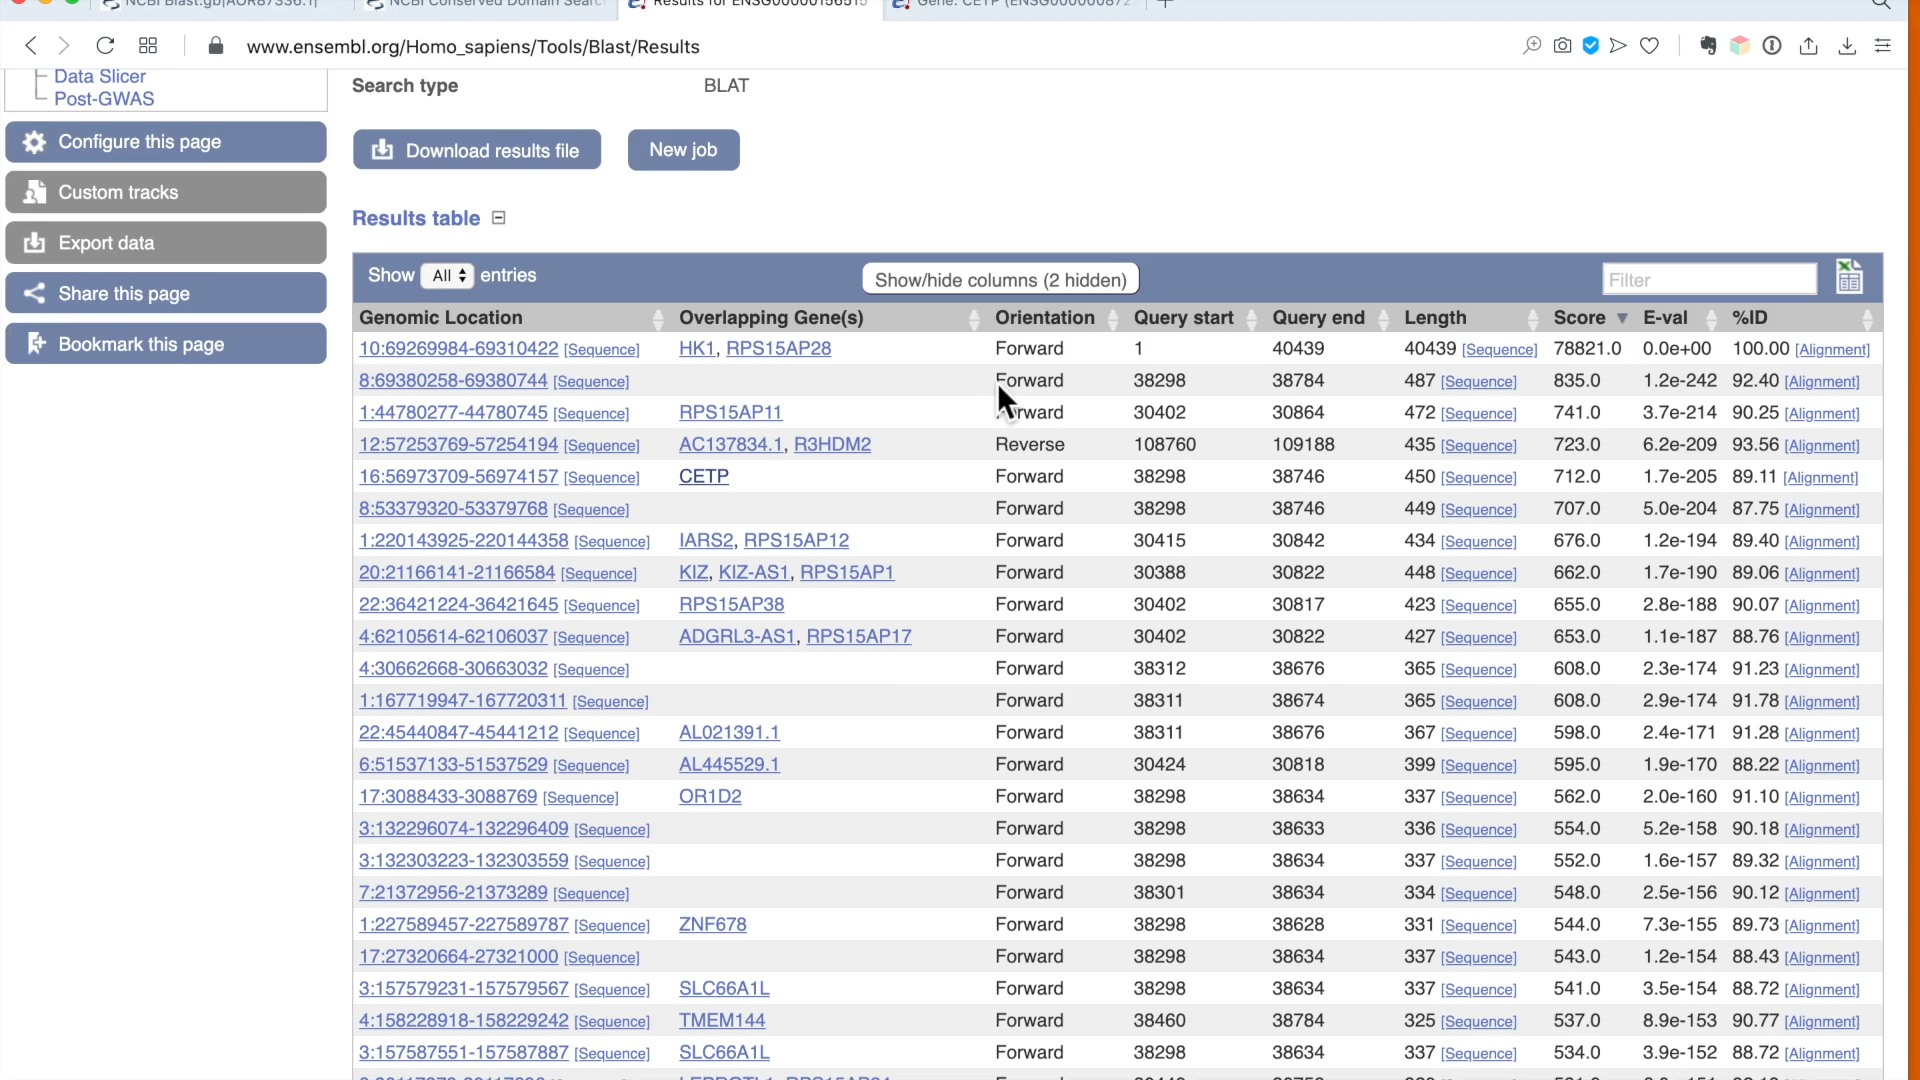 NCBI Blast:gb|AOR87336.1|
NCBI Conserved Domain Searc
Results for ENSG00000156515
Gene: CETP (ENSG000000872
www.ensembl.org/Homo_sapiens/Tools/Blast/Results
Data Slicer
Post-GWAS
Configure this page
Custom tracks
Export data
Share this page
Bookmark this page
Search type BLAT
Download results file New job
Results table
Show All entries Show/hide columns (2 hidden) Filter
Genomic Location Overlapping Gene(s) Orientation Query start Query end Length Score E-val %ID
10:69269984-69310422 [Sequence] HK1, RPS15AP28 Forward 1 40439 40439 [Sequence] 78821.0 0.0e+00 100.00 [Alignment]
8:69380258-69380744 [Sequence] Forward 38298 38784 487 [Sequence] 835.0 1.2e-242 92.40 [Alignment]
1:44780277-44780745 [Sequence] RPS15AP11 rward 30402 30864 472 [Sequence] 741.0 3.7e-214 90.25 [Alignment]
12:57253769-57254194 [Sequence] AC137834.1, R3HDM2 Reverse 108760 109188 435 [Sequence] 723.0 6.2e-209 93.56 [Alignment]
16:56973709-56974157 [Sequence] CETP Forward 38298 38746 450 [Sequence] 712.0 1.7e-205 89.11 [Alignment]
8:53379320-53379768 [Sequence] Forward 38298 38746 449 [Sequence] 707.0 5.0e-204 87.75 [Alignment]
1:220143925-220144358 [Sequence] IARS2, RPS15AP12 Forward 30415 30842 434 [Sequence] 676.0 1.2e-194 89.40 [Alignment]
20:21166141-21166584 [Sequence] KIZ, KIZ-AS1, RPS15AP1 Forward 30388 30822 448 [Sequence] 662.0 1.7e-190 89.06 [Alignment]
22:36421224-36421645 [Sequence] RPS15AP38 Forward 30402 30817 423 [Sequence] 655.0 2.8e-188 90.07 [Alignment]
4:62105614-62106037 [Sequence] ADGRL3-AS1, RPS15AP17 Forward 30402 30822 427 [Sequence] 653.0 1.1e-187 88.76 [Alignment]
4:30662668-30663032 [Sequence] Forward 38312 38676 365 [Sequence] 608.0 2.3e-174 91.23 [Alignment]
1:167719947-167720311 [Sequence] Forward 38311 38674 365 [Sequence] 608.0 2.9e-174 91.78 [Alignment]
22:45440847-45441212 [Sequence] AL021391.1 Forward 38311 38676 367 [Sequence] 598.0 2.4e-171 91.28 [Alignment]
6:51537133-51537529 [Sequence] AL445529.1 Forward 30424 30818 399 [Sequence] 595.0 1.9e-170 88.22 [Alignment]
17:3088433-3088769 [Sequence] OR1D2 Forward 38298 38634 337 [Sequence] 562.0 2.0e-160 91.10 [Alignment]
3:132296074-132296409 [Sequence] Forward 38298 38633 336 [Sequence] 554.0 5.2e-158 90.18 [Alignment]
3:132303223-132303559 [Sequence] Forward 38298 38634 337 [Sequence] 552.0 1.6e-157 89.32 [Alignment]
7:21372956-21373289 [Sequence] Forward 38301 38634 334 [Sequence] 548.0 2.5e-156 90.12 [Alignment]
1:227589457-227589787 [Sequence] ZNF678 Forward 38298 38628 331 [Sequence] 544.0 7.3e-155 89.73 [Alignment]
17:27320664-27321000 [Sequence] Forward 38298 38634 337 [Sequence] 543.0 1.2e-154 88.43 [Alignment]
3:157579231-157579567 [Sequence] SLC66A1L Forward 38298 38634 337 [Sequence] 541.0 3.5e-154 88.72 [Alignment]
4:158228918-158229242 [Sequence] TMEM144 Forward 38460 38784 325 [Sequence] 537.0 8.9e-153 90.77 [Alignment]
3:157587551-157587887 [Sequence] SLC66A1L Forward 38298 38634 337 [Sequence] 534.0 3.9e-152 88.72 [Alignment]